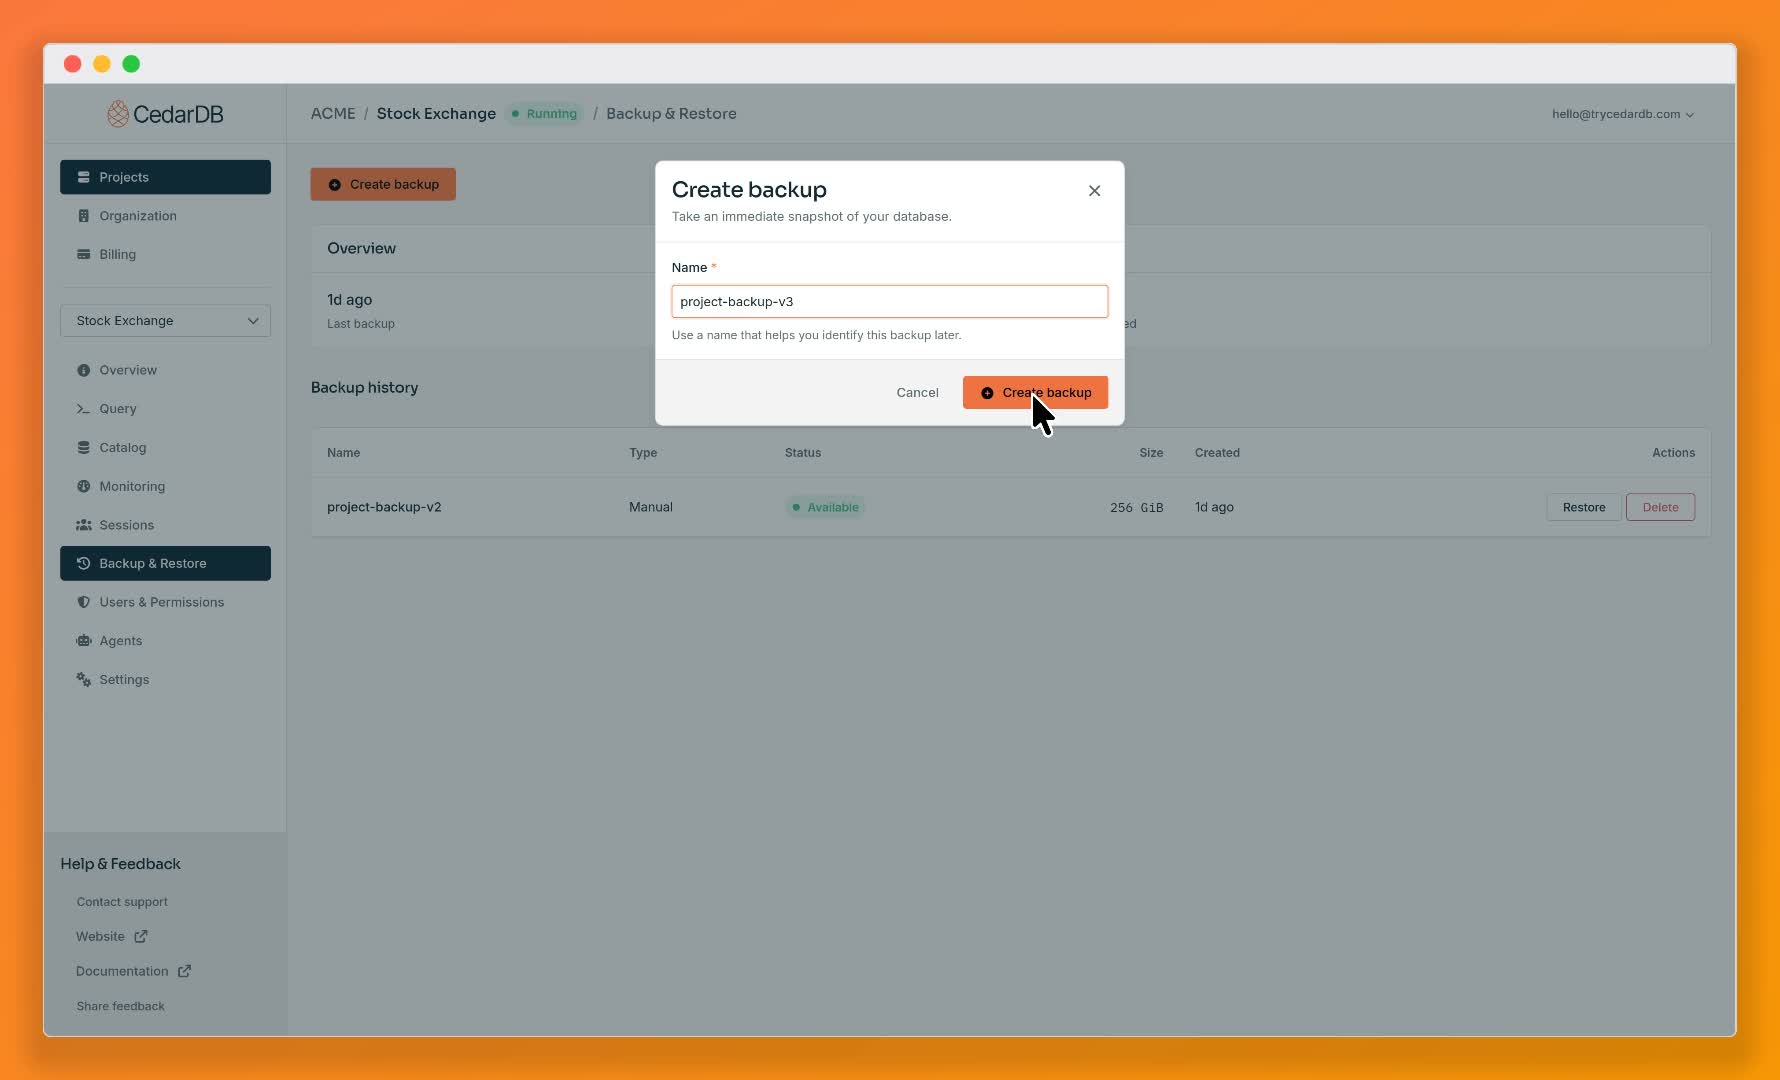 CedarDB
ACME / Stock Exchange Running / Backup & Restore
hello@trycedardb.com
Projects
Organization
Billing
Stock Exchange
Overview
Query
Catalog
Monitoring
Sessions
Backup & Restore
Users & Permissions
Agents
Settings
Help & Feedback
Contact support
Website
Documentation
Share feedback
Create backup
Overview
1d ago
Last backup
Create backup
Take an immediate snapshot of your database.
Name *
project-backup-v3
Use a name that helps you identify this backup later.
Cancel
Create backup
Backup history
Name Type Status Size Created Actions
project-backup-v2 Manual Available 256 GiB 1d ago Restore Delete